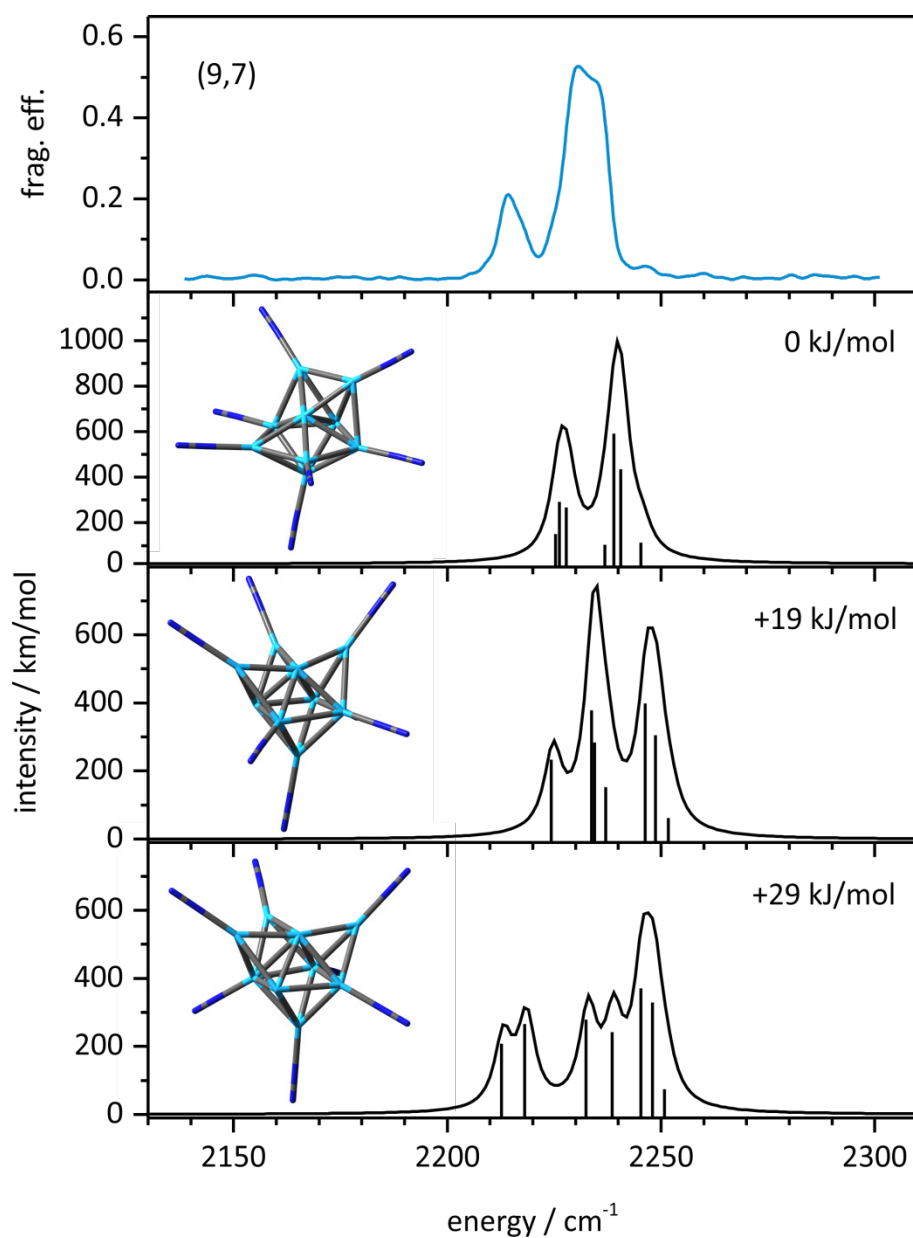 0.6
(9,7)
0.4
frag. eff.
0.2
0.0
1000
0 kJ/mol
800
600
400
200
0
intensity / km/mol
+19 kJ/mol
600
400
200
0
+29 kJ/mol
600
400
200
0
2150 2200 2250 2300
energy / cm⁻¹